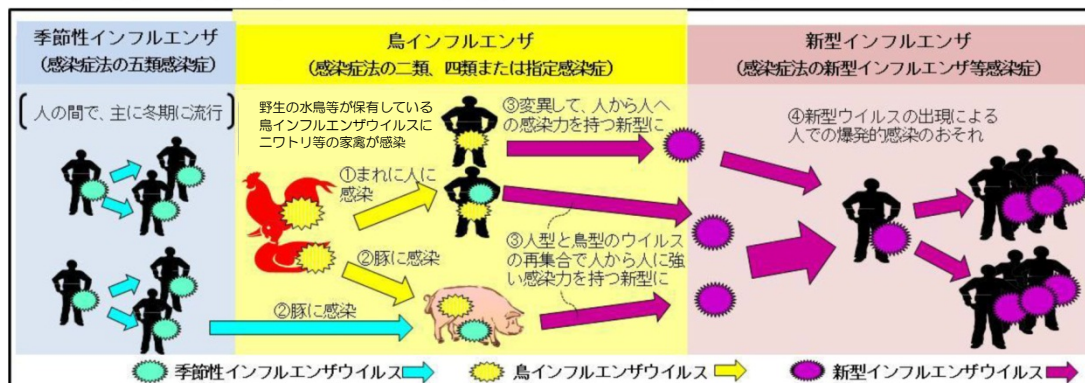 季節性インフルエンザ
(感染症法の五類感染症)
人の間で、主に冬期に流行
鳥インフルエンザ
(感染症法の二類、四類または指定感染症)
野生の水鳥等が保有している
鳥インフルエンザウイルスに
ニワトリ等の家禽が感染
①まれに人に
感染
②豚に感染
②豚に感染
③変異して、人から人へ
の感染力を持つ新型に
③人型と鳥型のウイルス
の再集合で人から人に強
い感染力を持つ新型に
新型インフルエンザ
(感染症法の新型インフルエンザ等感染症)
④新型ウイルスの出現による
人での爆発的感染のおそれ
季節性インフルエンザウイルス
鳥インフルエンザウイルス
新型インフルエンザウイルス